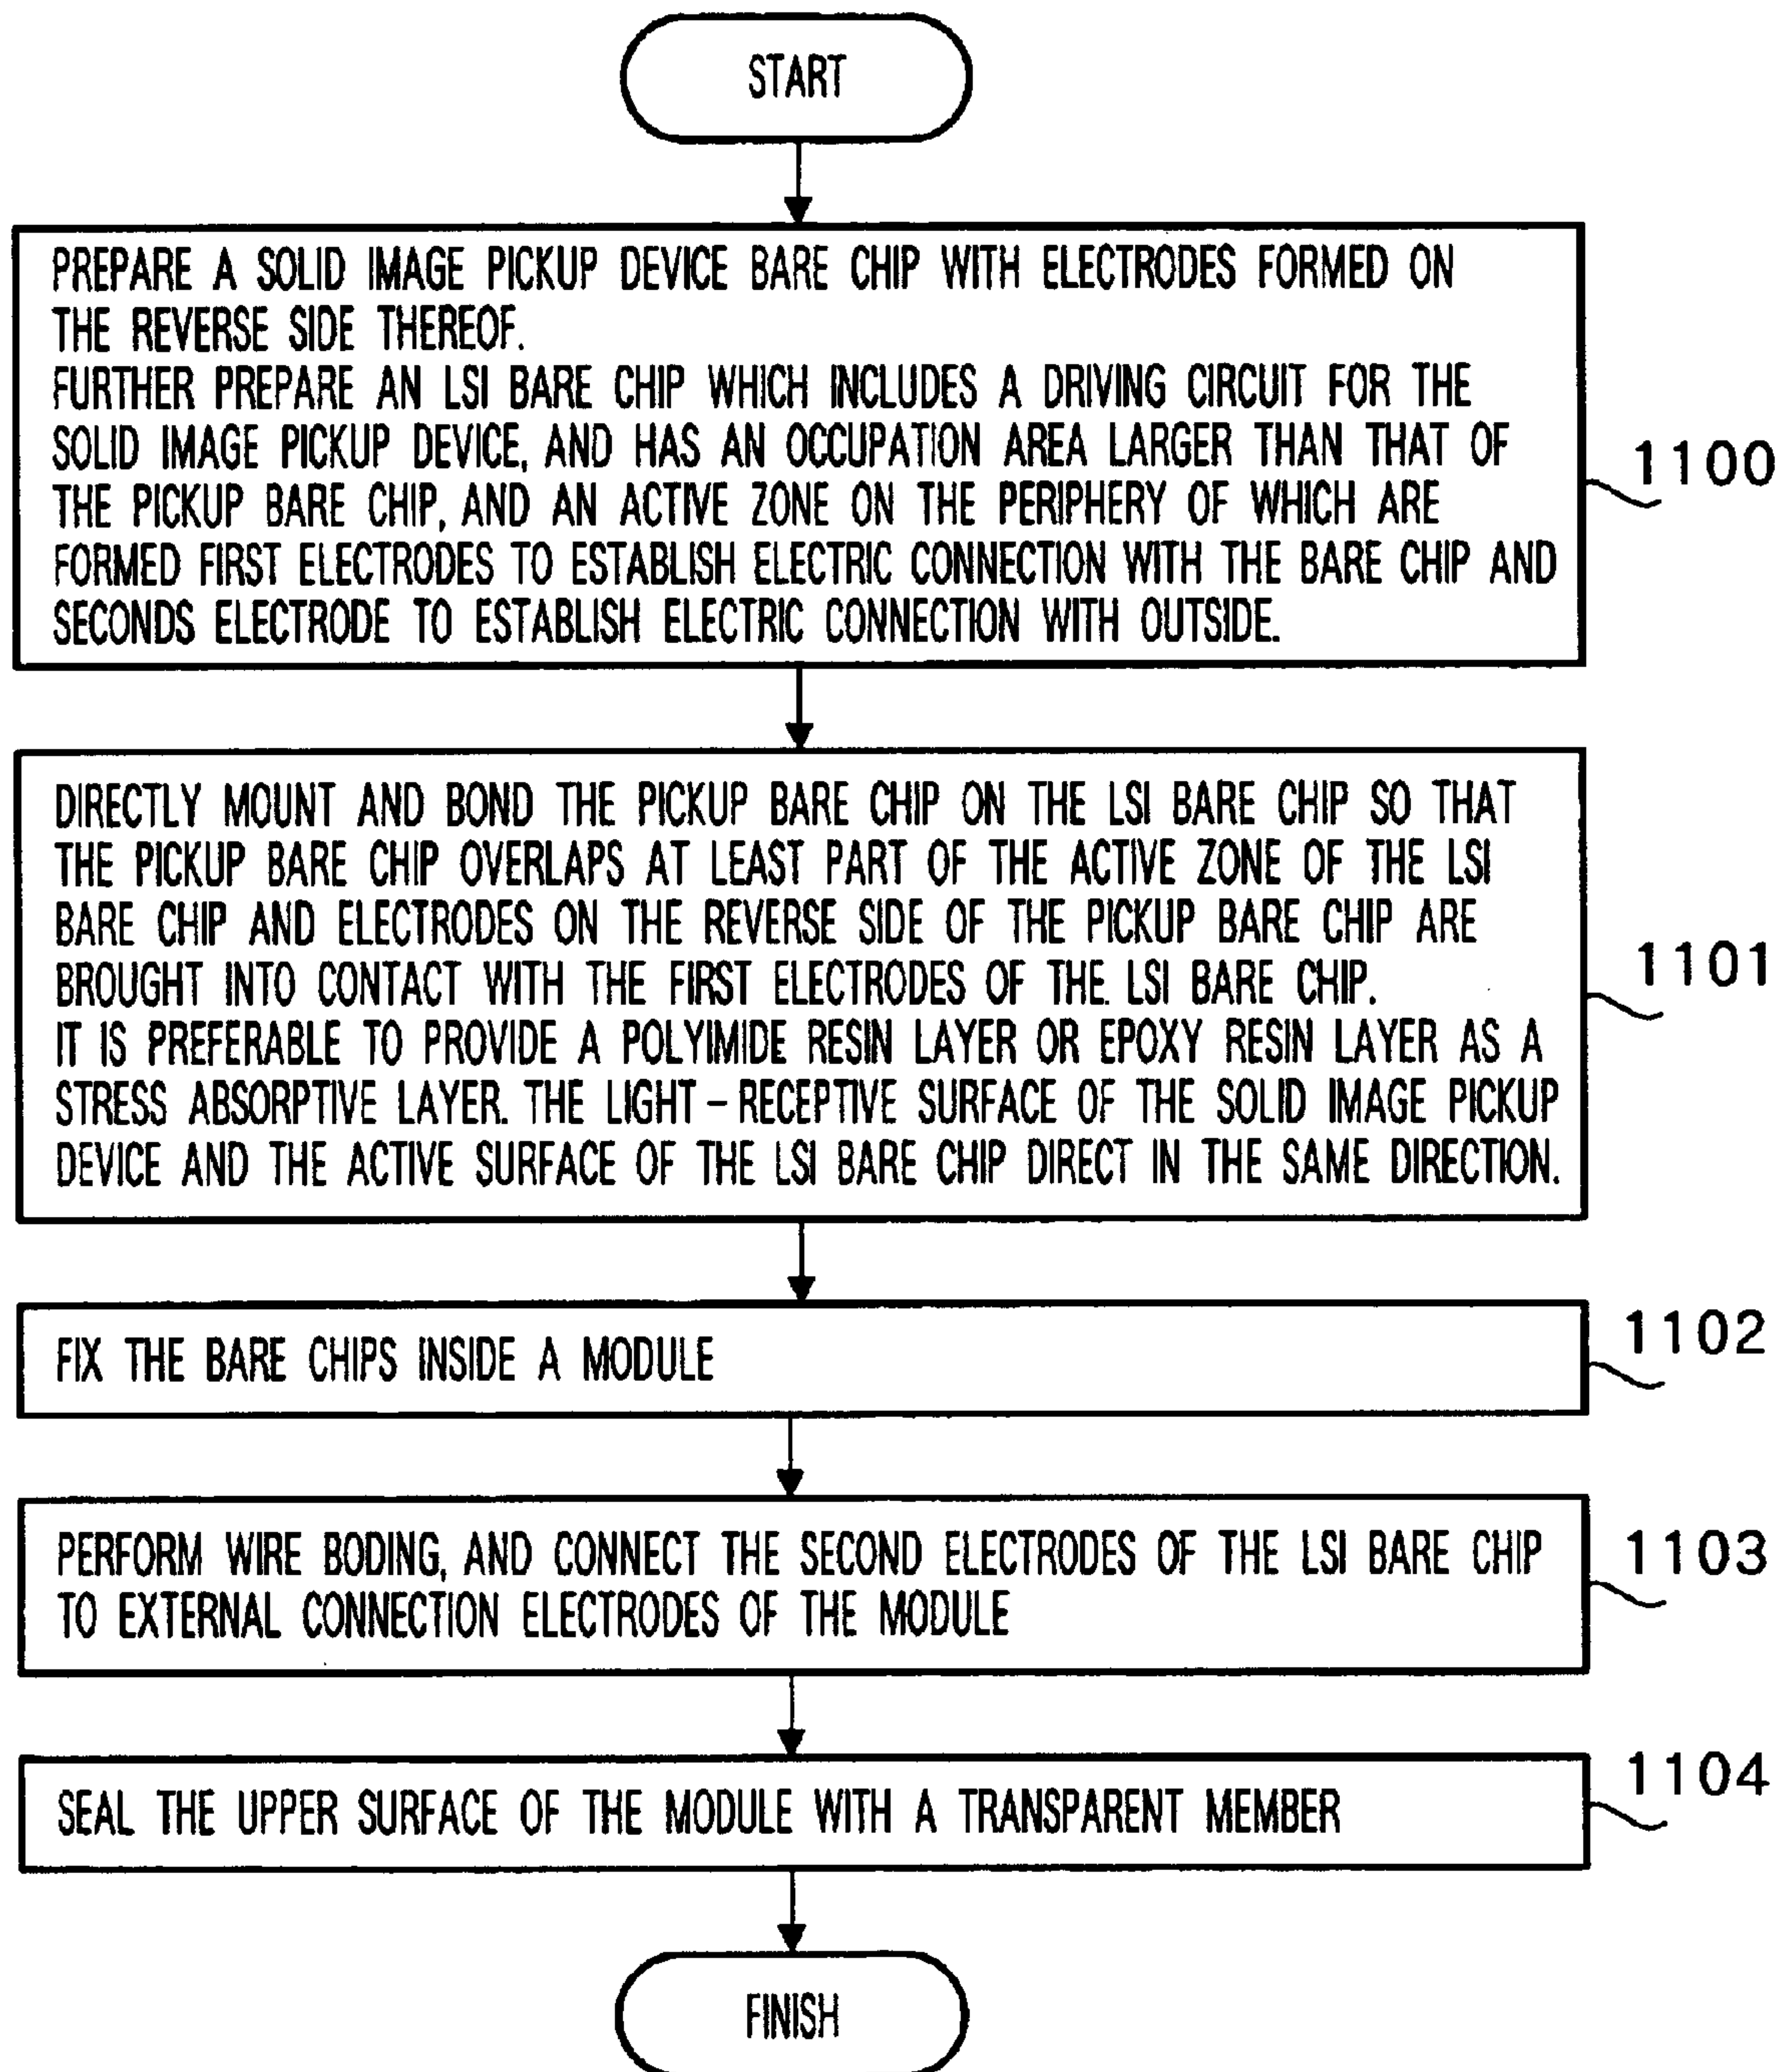 START
PREPARE A SOLID IMAGE PICKUP DEVICE BARE CHIP WITH ELECTRODES FORMED ON
THE REVERSE SIDE THEREOF.
FURTHER PREPARE AN LSI BARE CHIP WHICH INCLUDES A DRIVING CIRCUIT FOR THE
SOLID IMAGE PICKUP DEVICE, AND HAS AN OCCUPATION AREA LARGER THAN THAT OF
THE PICKUP BARE CHIP, AND AN ACTIVE ZONE ON THE PERIPHERY OF WHICH ARE
FORMED FIRST ELECTRODES TO ESTABLISH ELECTRIC CONNECTION WITH THE BARE CHIP AND
SECONDS ELECTRODE TO ESTABLISH ELECTRIC CONNECTION WITH OUTSIDE.
1100
DIRECTLY MOUNT AND BOND THE PICKUP BARE CHIP ON THE LSI BARE CHIP SO THAT
THE PICKUP BARE CHIP OVERLAPS AT LEAST PART OF THE ACTIVE ZONE OF THE LSI
BARE CHIP AND ELECTRODES ON THE REVERSE SIDE OF THE PICKUP BARE CHIP ARE
BROUGHT INTO CONTACT WITH THE FIRST ELECTRODES OF THE. LSI BARE CHIP.
IT IS PREFERABLE TO PROVIDE A POLYIMIDE RESIN LAYER OR EPOXY RESIN LAYER AS A
STRESS ABSORPTIVE LAYER. THE LIGHT – RECEPTIVE SURFACE OF THE SOLID IMAGE PICKUP
DEVICE AND THE ACTIVE SURFACE OF THE LSI BARE CHIP DIRECT IN THE SAME DIRECTION.
1101
FIX THE BARE CHIPS INSIDE A MODULE
1102
PERFORM WIRE BODING, AND CONNECT THE SECOND ELECTRODES OF THE LSI BARE CHIP
TO EXTERNAL CONNECTION ELECTRODES OF THE MODULE
1103
SEAL THE UPPER SURFACE OF THE MODULE WITH A TRANSPARENT MEMBER
1104
FINISH